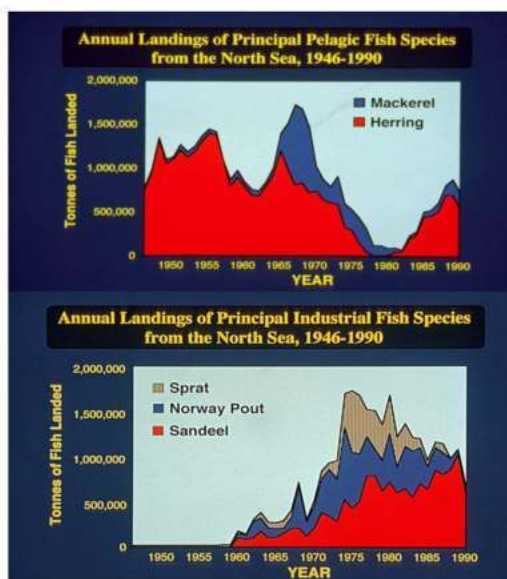 Annual Landings of Principal Pelagic Fish Species
from the North Sea, 1946-1990
2,000,000
1,500,000
1,000,000
500,000
0
Tonnes of Fish Landed
Mackerel
Herring
1950 1955 1960 1965 1970 1975 1980 1985 1990
YEAR
Annual Landings of Principal Industrial Fish Species
from the North Sea, 1946-1990
2,000,000
1,500,000
1,000,000
500,000
0
Tonnes of Fish Landed
Sprat
Norway Pout
Sandeel
1950 1955 1960 1965 1970 1975 1980 1985 1990
YEAR